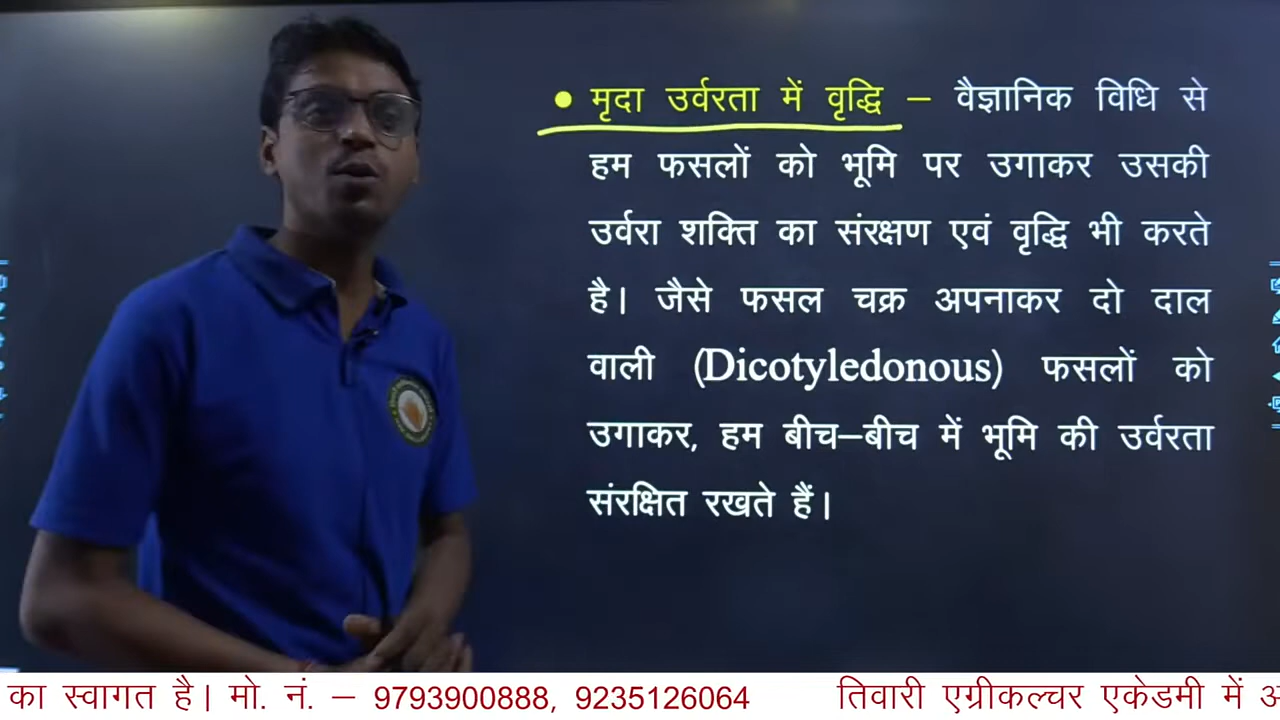 • मृदा उर्वरता में वृद्धि – वैज्ञानिक विधि से
हम फसलों को भूमि पर उगाकर उसकी
उर्वरा शक्ति का संरक्षण एवं वृद्धि भी करते
है। जैसे फसल चक्र अपनाकर दो दाल
वाली (Dicotyledonous) फसलों को
उगाकर, हम बीच–बीच में भूमि की उर्वरता
संरक्षित रखते हैं।
का स्वागत है। मो. नं. – 9793900888, 9235126064 तिवारी एग्रीकल्चर एकेडमी में